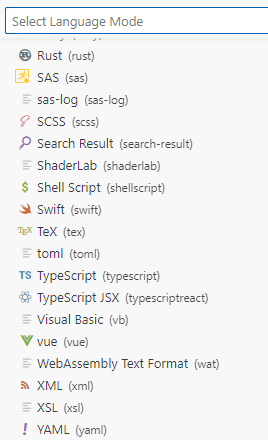 Select Language Mode
Rust (rust)
SAS (sas)
sas-log (sas-log)
SCSS (scss)
Search Result (search-result)
ShaderLab (shaderlab)
$ Shell Script (shellscript)
Swift (swift)
TEX TeX (tex)
toml (toml)
TS TypeScript (typescript)
TypeScript JSX (typescriptreact)
Visual Basic (vb)
vue (vue)
WebAssembly Text Format (wat)
XML (xml)
XSL (xsl)
! YAML (yaml)